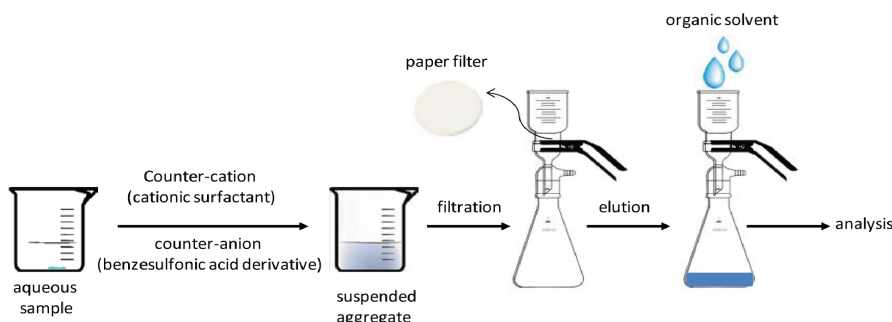 organic solvent
paper filter
Counter-cation
(cationic surfactant)
filtration
elution
analysis
counter-anion
(benzesulfonic acid derivative)
aqueous
sample
suspended
aggregate